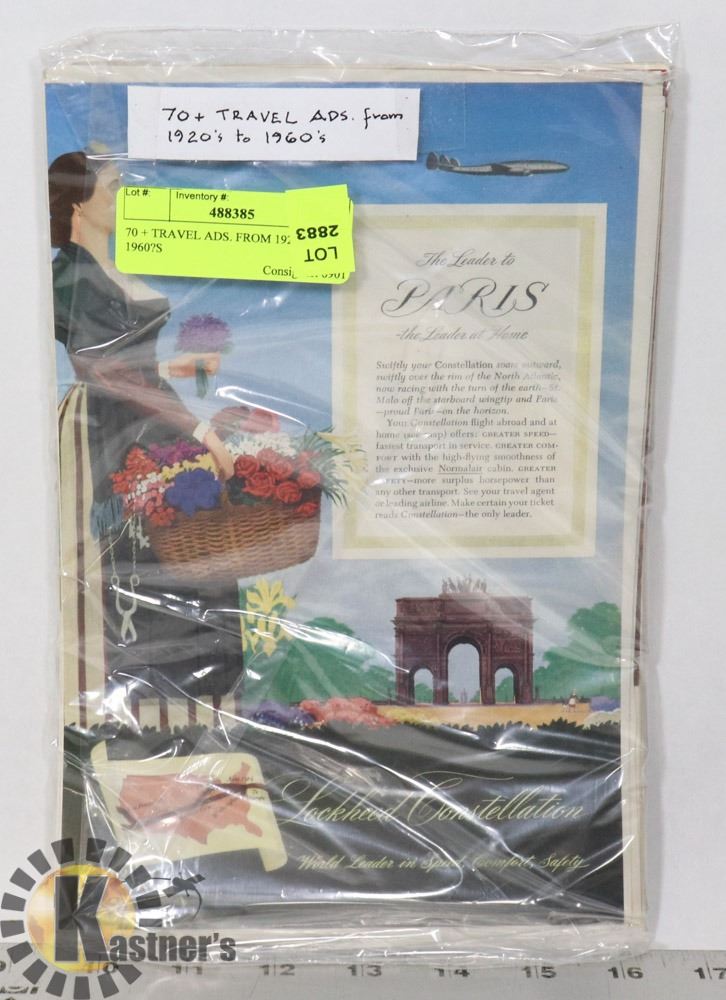 70+ TRAVEL ADS. from
1920's to 1960's
Lot #: Inventory #:
488385
70 + TRAVEL ADS. FROM
1960?S
LOT
2883
The Leader to
PARIS
-the Leader at Home
Swiftly your Constellation soars outward,
swiftly over the rim of the North Atlantic,
now racing with the turn of the earth—St.
Malo off the starboard wingtip and Paris
—proud Paris—on the horizon.
Your Constellation flight abroad and at
home (see map) offers: GREATER SPEED—
fastest transport in service. GREATER COM-
FORT with the high-flying smoothness of
the exclusive Normalair cabin. GREATER
SAFETY—more surplus horsepower than
any other transport. See your travel agent
or leading airline. Make certain your ticket
reads Constellation—the only leader.
Lockheed Constellation
World Leader in Speed, Comfort, Safety
Kastner's
10 11 12 13 14 15 16 17